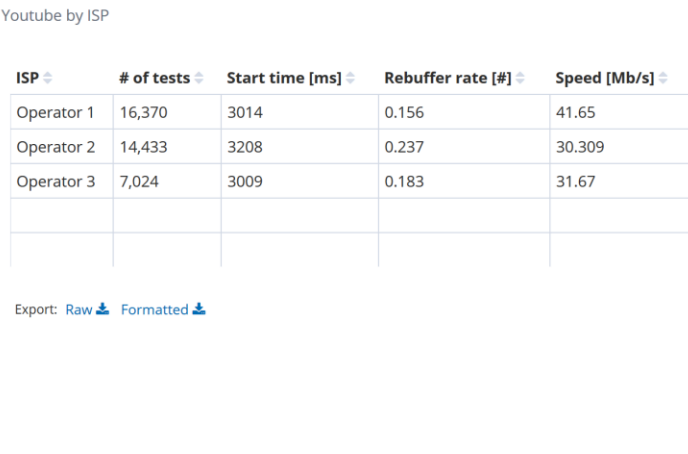 Youtube by ISP
ISP # of tests Start time [ms] Rebuffer rate [#] Speed [Mb/s]
Operator 1 16,370 3014 0.156 41.65
Operator 2 14,433 3208 0.237 30.309
Operator 3 7,024 3009 0.183 31.67
Export: Raw Formatted